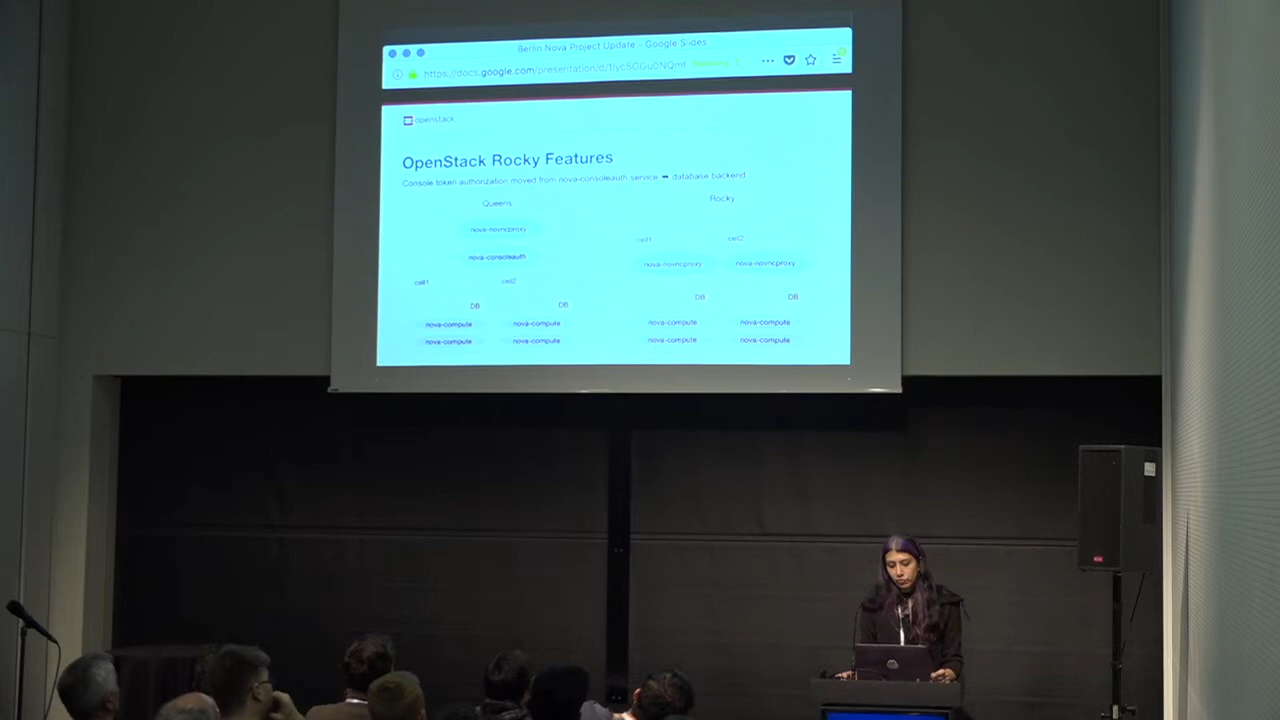 Berlin Nova Project Update - Google Slides
https://docs.google.com/presentation/d/1IycSGGu0NQmt
openstack
OpenStack Rocky Features
Console token authorization moved from nova-consoleauth service ➡ database backend
Queens
Rocky
nova-novncproxy
nova-consoleauth
cell1
cell2
cell1
cell2
nova-novncproxy
nova-novncproxy
DB
DB
DB
DB
nova-compute
nova-compute
nova-compute
nova-compute
nova-compute
nova-compute
nova-compute
nova-compute